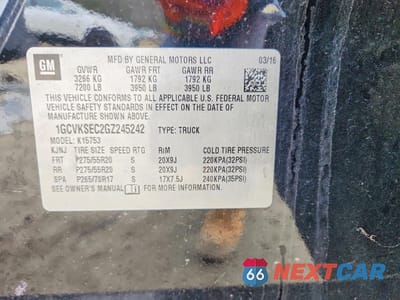 GM
MFD BY GENERAL MOTORS LLC
03/16
GVWR GAWR FRT GAWR RR
3266 KG 1792 KG 1792 KG
7200 LB 3950 LB 3950 LB
THIS VEHICLE CONFORMS TO ALL APPLICABLE U.S. FEDERAL MOTOR
VEHICLE SAFETY STANDARDS IN EFFECT ON THE DATE OF
MANUFACTURE SHOWN ABOVE.
1GCVKSEC2GZ245242 TYPE: TRUCK
MODEL: K15753
KJNJ TIRE SIZE SPEED RTG RIM COLD TIRE PRESSURE
FRT P275/55R20 S 20X9J 220KPA(32PSI)
RR P275/55R20 S 20X9J 220KPA(32PSI)
SPA P265/70R17 S 17X7.5J 240KPA(35PSI)
SEE OWNER'S MANUAL FOR MORE INFORMATION.
66 NEXTCAR